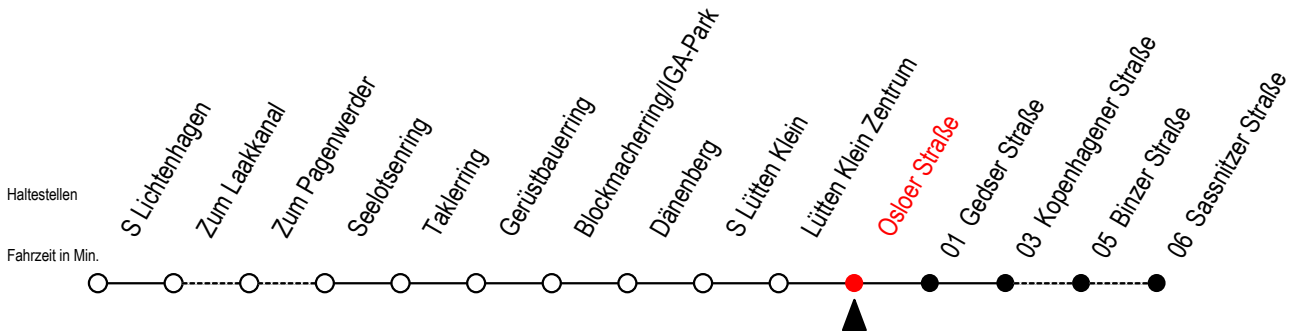 Haltestellen
S Lichtenhagen
Zum Laakkanal
Zum Pagenwerder
Seelotsenring
Taklerring
Gerüstbauerring
Blockmacherring/IGA-Park
Dänenberg
S Lütten Klein
Lütten Klein Zentrum
Osloer Straße
01 Gedser Straße
03 Kopenhagener Straße
05 Binzer Straße
06 Sassnitzer Straße
Fahrzeit in Min.